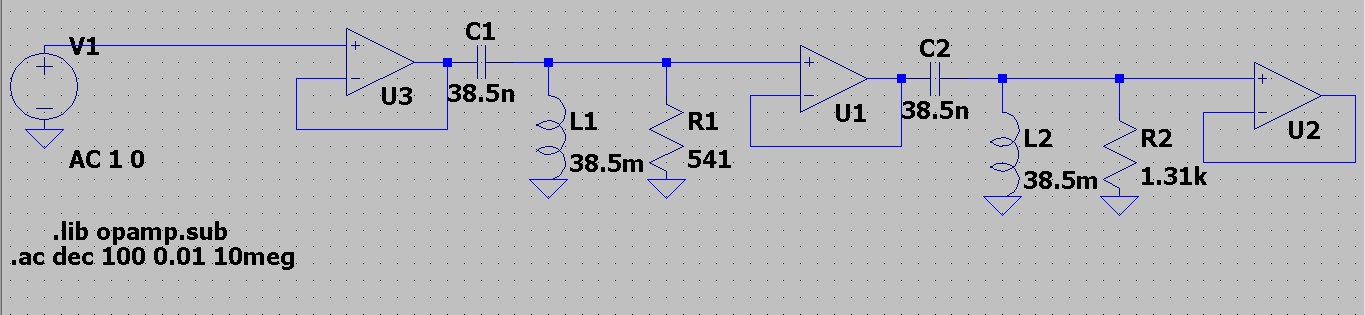 V1
C1
C2
U3
38.5n
U1
38.5n
U2
L1
R1
L2
R2
AC 1 0
38.5m
541
38.5m
1.31k
.lib opamp.sub
.ac dec 100 0.01 10meg